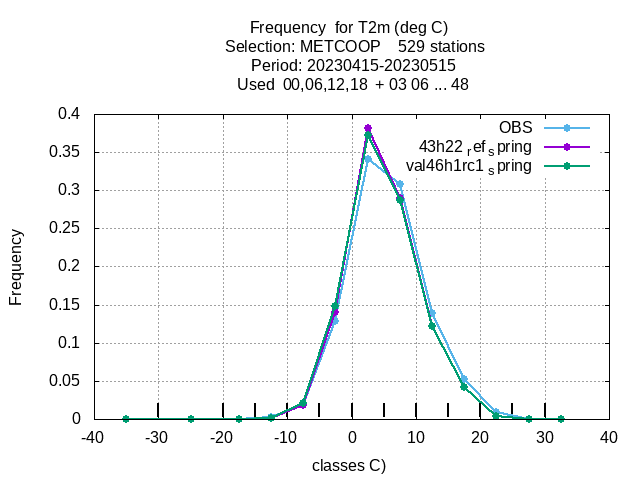 Frequency for T2m (deg C)
Selection: METCOOP 529 stations
Period: 20230415-20230515
Used 00,06,12,18 + 03 06 ... 48
OBS
43h22 ref spring
val46h1rc1 spring
Frequency
0.4
0.35
0.3
0.25
0.2
0.15
0.1
0.05
0
-40 -30 -20 -10 0 10 20 30 40
classes C)